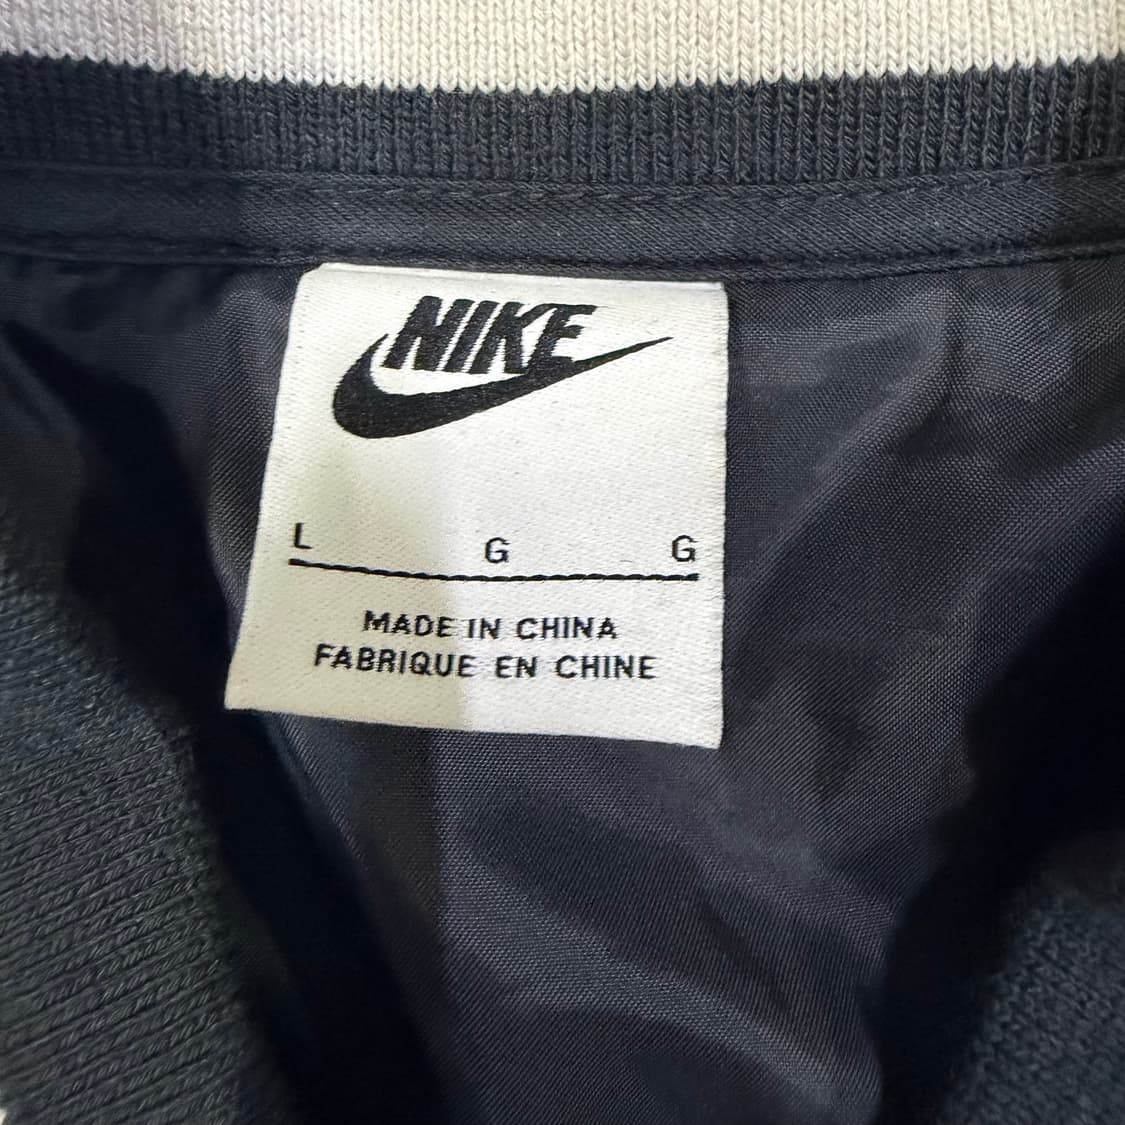 NIKE
L G G
MADE IN CHINA
FABRIQUE EN CHINE